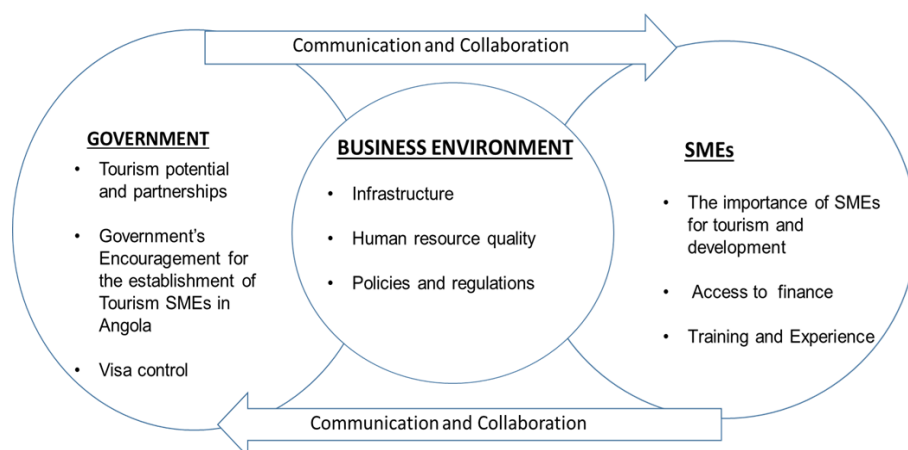 Communication and Collaboration
GOVERNMENT
• Tourism potential
and partnerships
• Government's
Encouragement for
the establishment of
Tourism SMEs in
Angola
• Visa control
BUSINESS ENVIRONMENT
• Infrastructure
• Human resource quality
• Policies and regulations
SMEs
• The importance of SMEs
for tourism and
development
• Access to finance
• Training and Experience
Communication and Collaboration